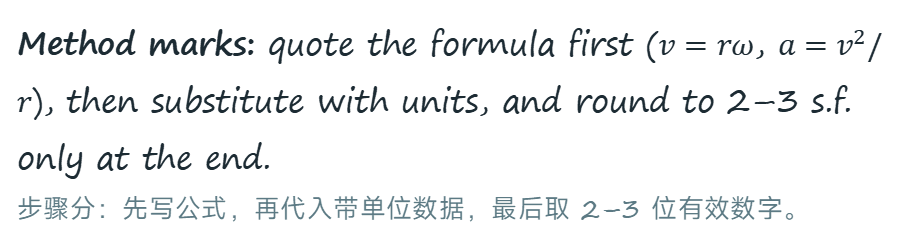 Method marks: quote the formula first (v = rω, a = v²/
r), then substitute with units, and round to 2–3 s.f.
only at the end.
步骤分：先写公式，再代入带单位数据，最后取 2–3 位有效数字。